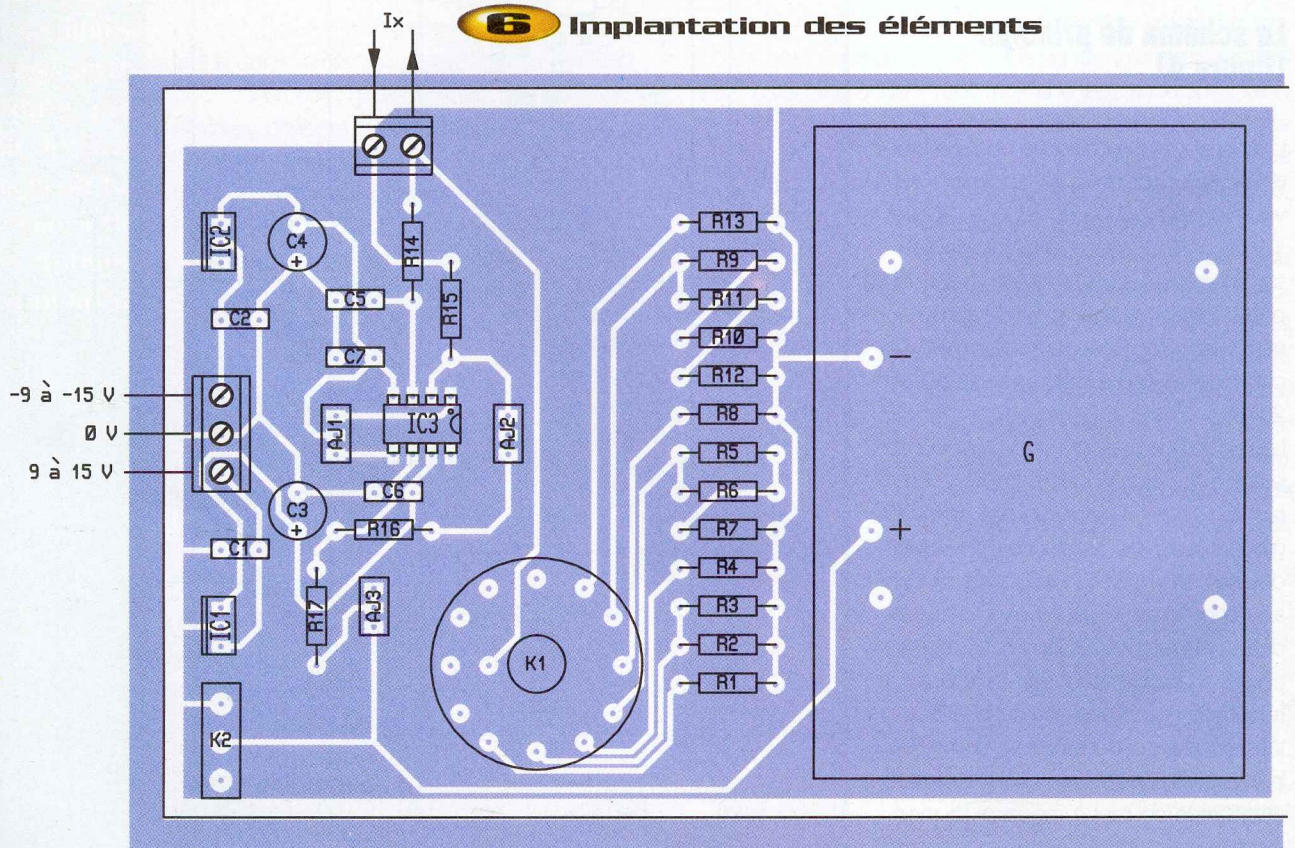 Ix
6 Implantation des éléments
IC2
C4
+
R14
R13
R9
C5
R15
R11
C2
R10
C7
-
R12
-9 à -15 V
R8
0 V
AJ1
IC3
AJ2
R5
G
9 à 15 V
C6
R6
C3
+
R16
R7
+
C1
R4
R17
AJ3
R3
IC1
K1
R2
R1
K2